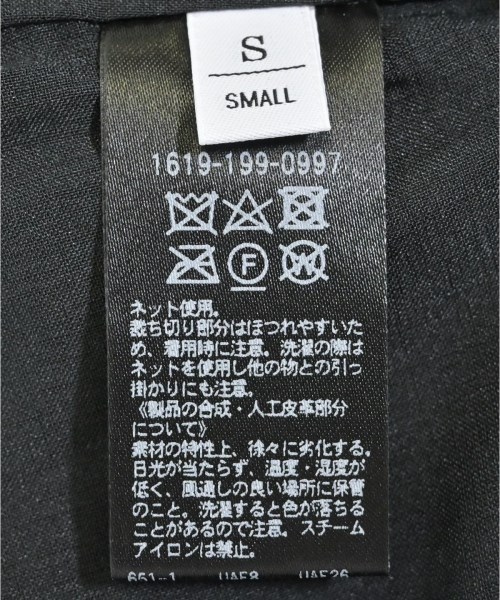 S
SMALL
1619-199-0997
F
W
ネット使用。
裁ち切り部分はほつれやすいた
め、着用時に注意。洗濯の際は
ネットを使用し他の物との引っ
掛かりにも注意。
《製品の合成・人工皮革部分
について》
素材の特性上、徐々に劣化する。
日光が当たらず、温度・湿度が
低く、風通しの良い場所に保管
のこと。洗濯すると色が落ちる
ことがあるので注意。スチーム
アイロンは禁止。
651-1 UAF8 UAF26